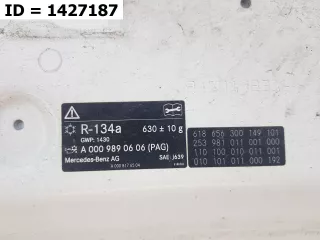 ID = 1427187
R-134a 630 ± 10 g
GWP: 1430
A 000 989 06 06 (PAG)
Mercedes-Benz AG SAE J639
618 656 300 149 101
253 981 011 001 000
110 100 010 011 001
010 101 011 000 192